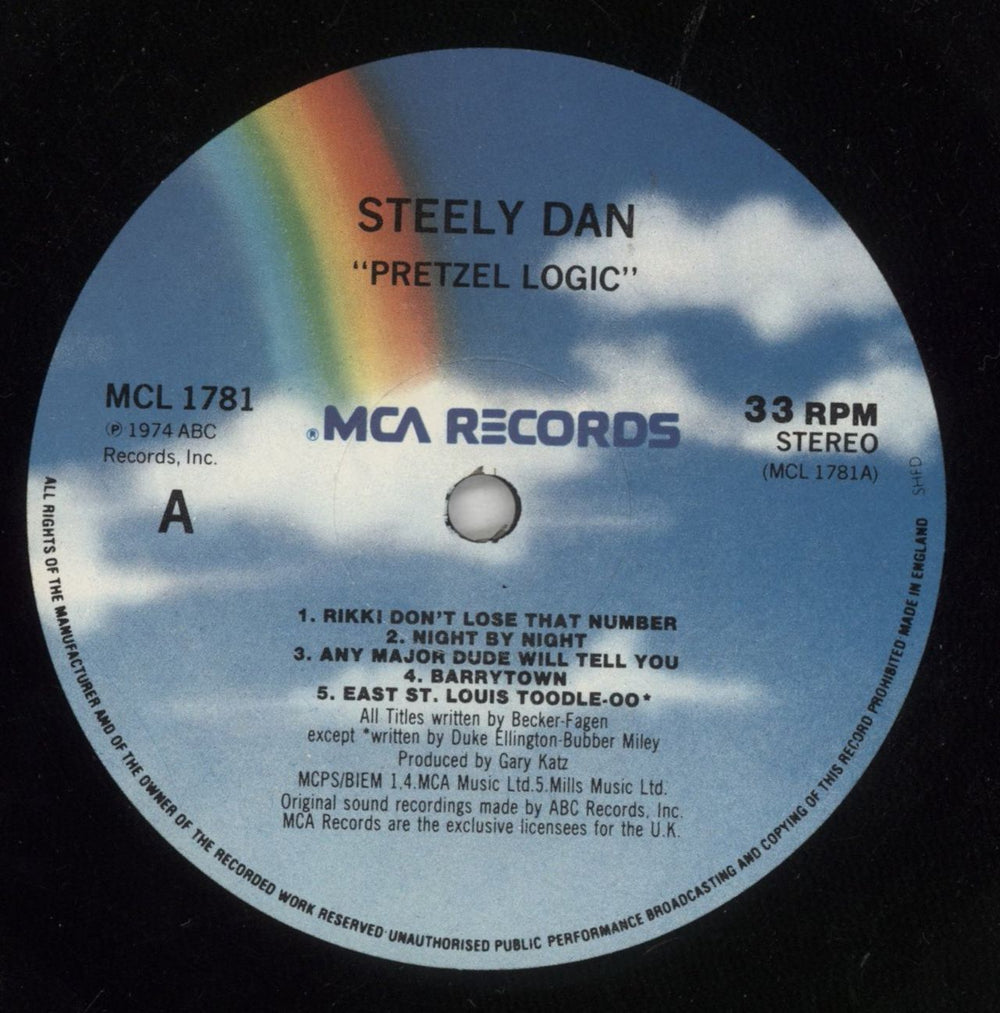 STEELY DAN
“PRETZEL LOGIC”
MCL 1781
℗ 1974 ABC
Records, Inc.
A
®MCA RECORDS
33 RPM
STEREO
(MCL 1781A)
SHFD
1. RIKKI DON'T LOSE THAT NUMBER
2. NIGHT BY NIGHT
3. ANY MAJOR DUDE WILL TELL YOU
4. BARRYTOWN
5. EAST ST. LOUIS TOODLE-OO*
All Titles written by Becker-Fagen
except *written by Duke Ellington-Bubber Miley
Produced by Gary Katz
MCPS/BIEM 1.4.MCA Music Ltd.5.Mills Music Ltd.
Original sound recordings made by ABC Records, Inc.
MCA Records are the exclusive licensees for the U.K.
ALL RIGHTS OF THE MANUFACTURER AND OF THE OWNER OF THE RECORDED WORK RESERVED·UNAUTHORISED PUBLIC PERFORMANCE BROADCASTING AND COPYING OF THIS RECORD PROHIBITED·MADE IN ENGLAND